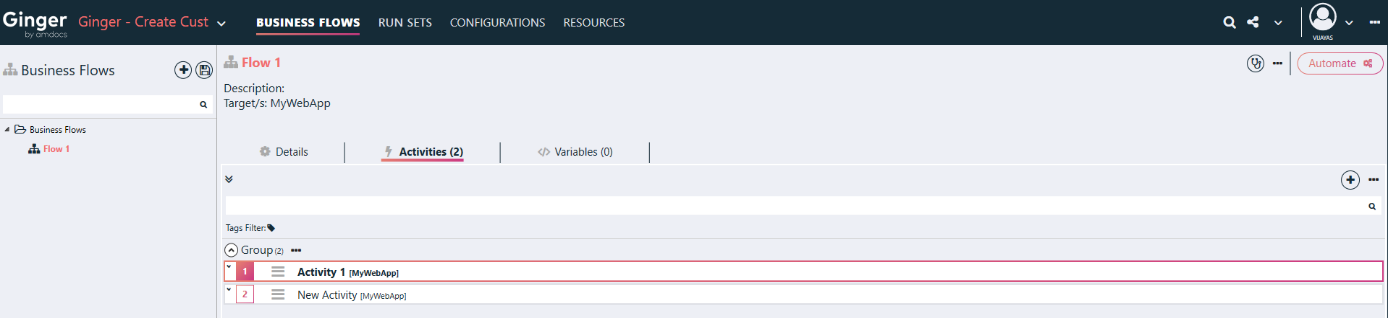 Ginger
by amdocs
Ginger - Create Cust
BUSINESS FLOWS
RUN SETS
CONFIGURATIONS
RESOURCES
VIJAYAS
Business Flows
Business Flows
Flow 1
Flow 1
Automate
Description:
Target/s: MyWebApp
Details
Activities (2)
Variables (0)
Tags Filter:
Group (2)
1 Activity 1 [MyWebApp]
2 New Activity [MyWebApp]